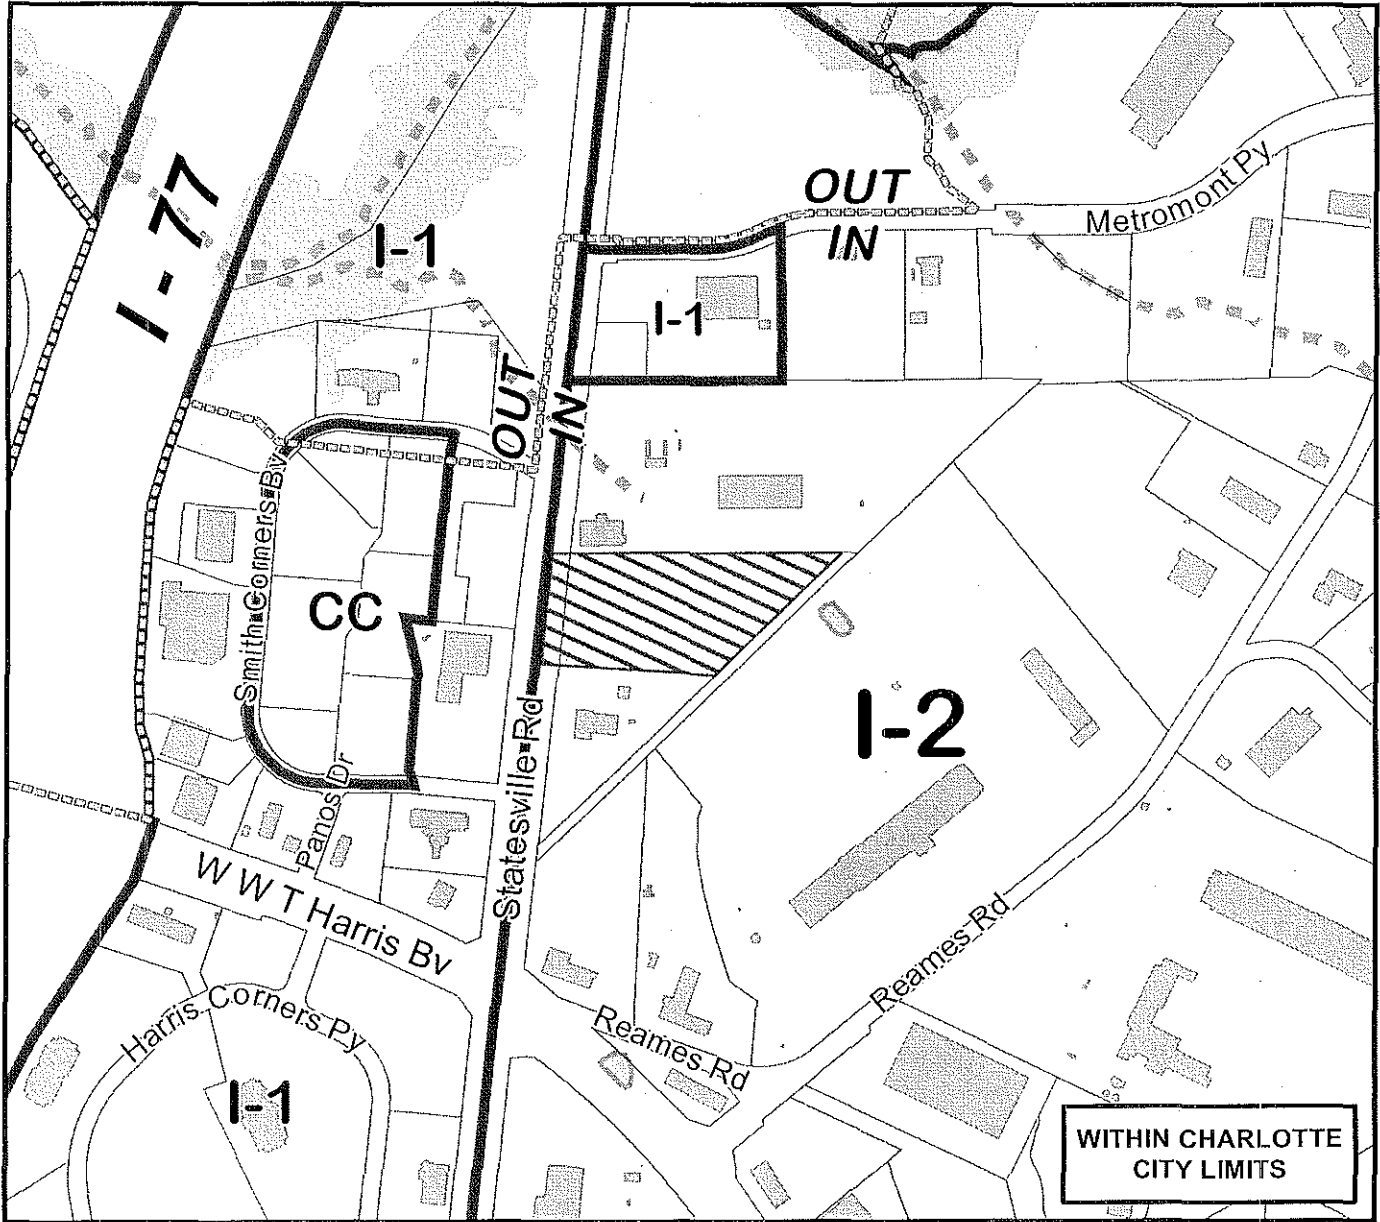 I - 77
I-1
OUT
IN
Metromont Py
I-1
OUT
IN
Smith Corners Bv
CC
I-2
Statesville Rd
Panos Dr
W W T Harris Bv
Reames Rd
Harris Corners Py
Reames Rd
I-1
WITHIN CHARLOTTE
CITY LIMITS